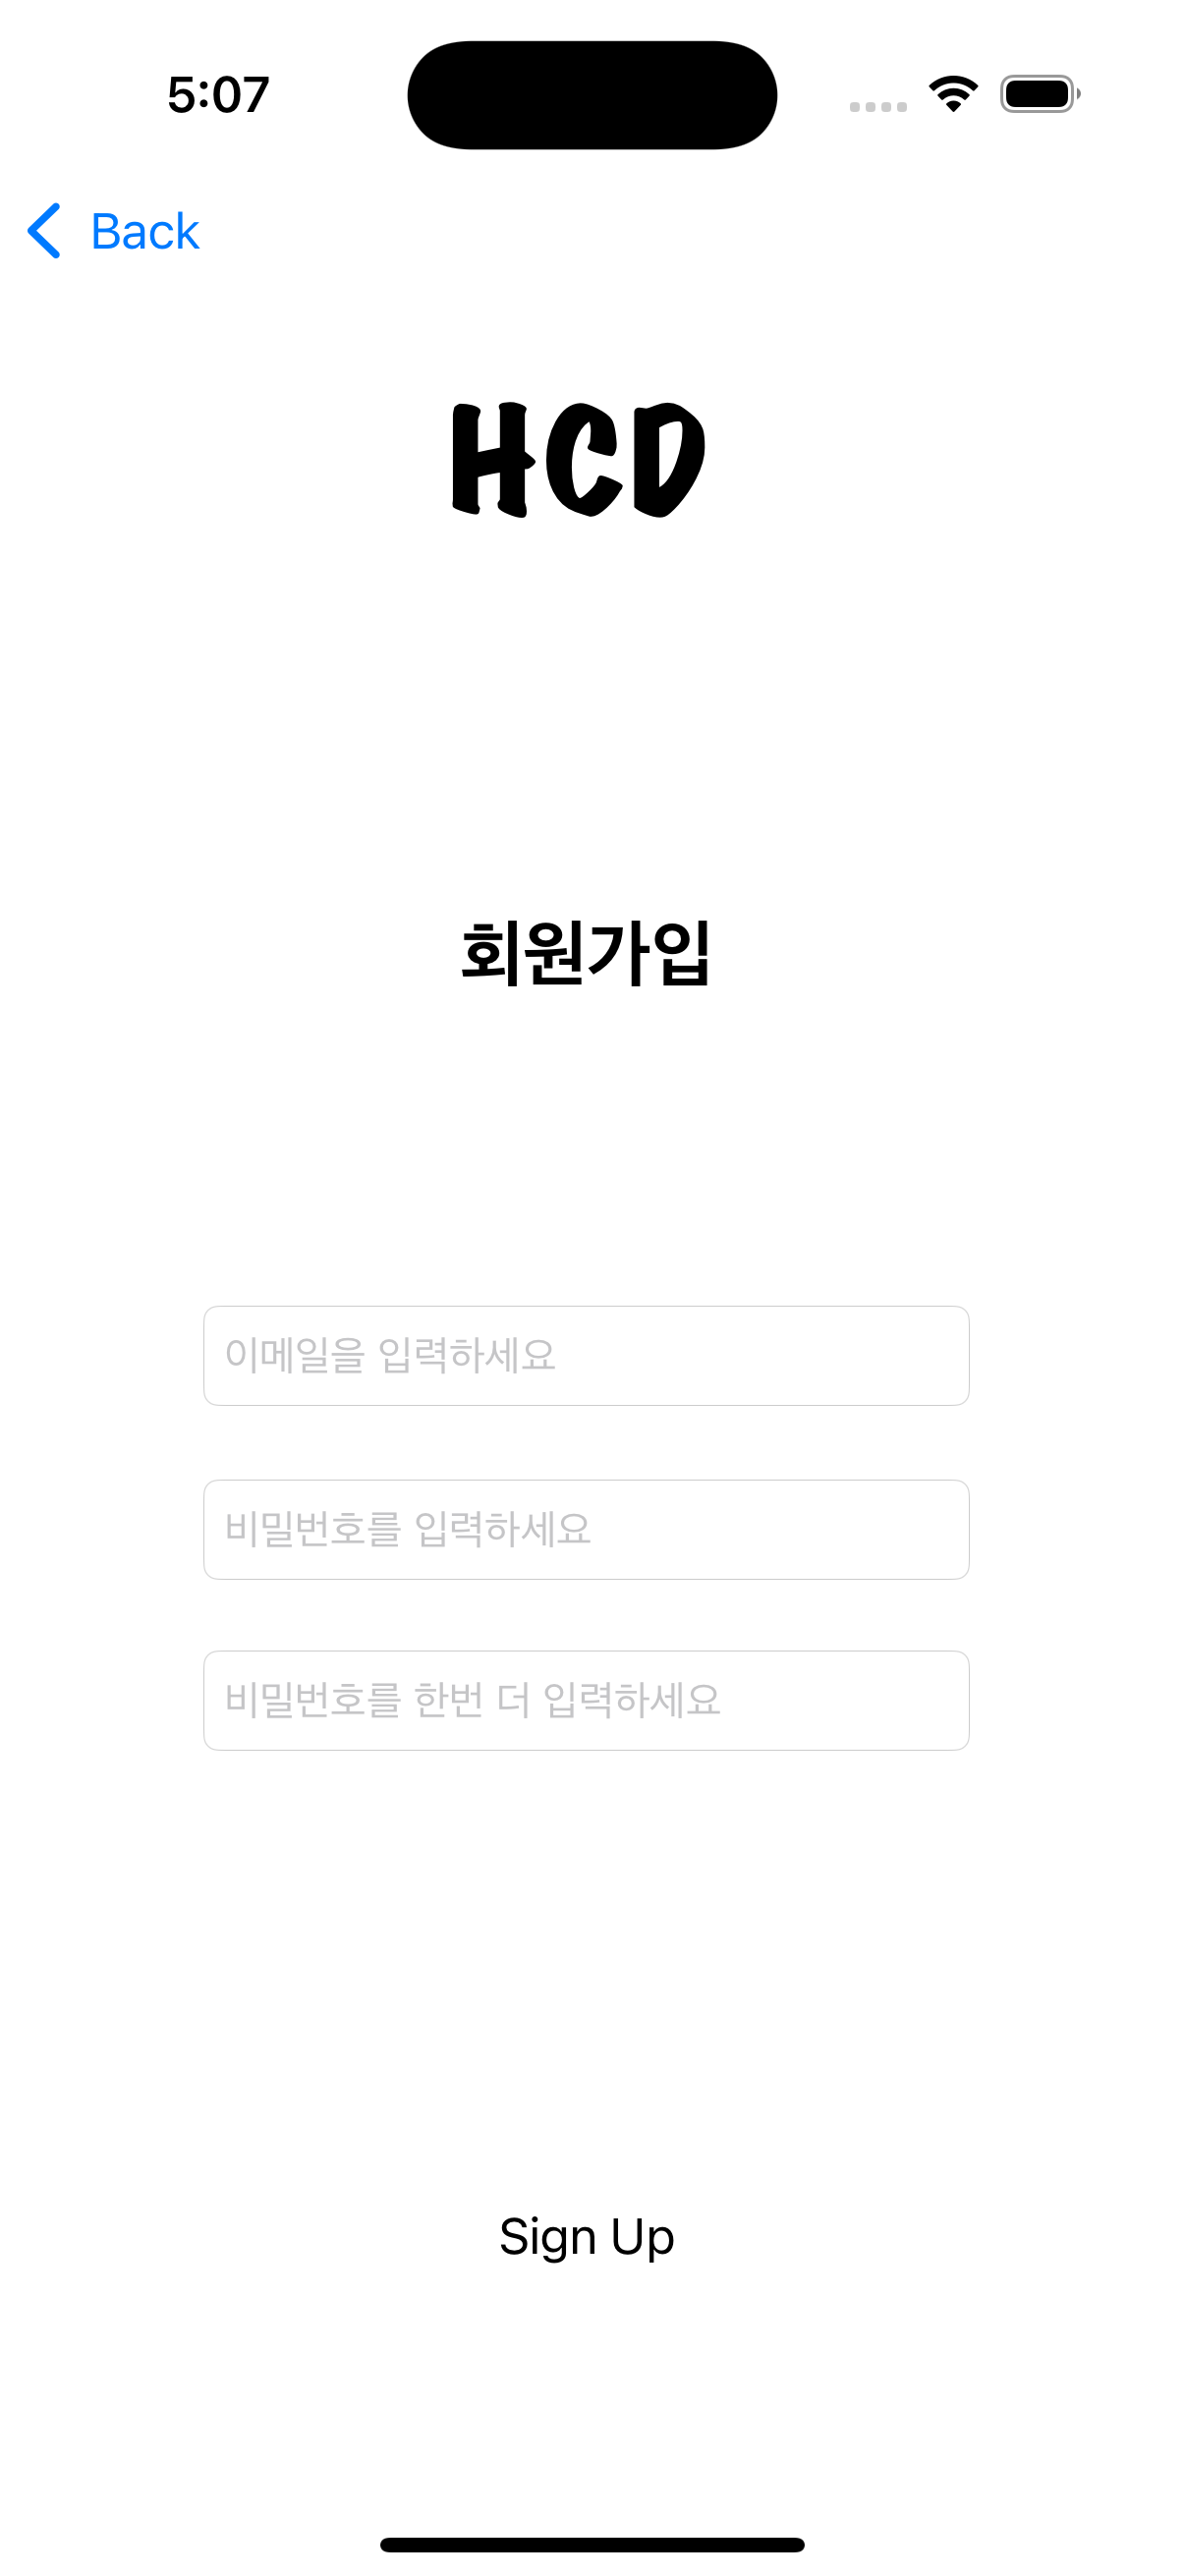 5:07
Back
HCD
회원가입
이메일을 입력하세요
비밀번호를 입력하세요
비밀번호를 한번 더 입력하세요
Sign Up